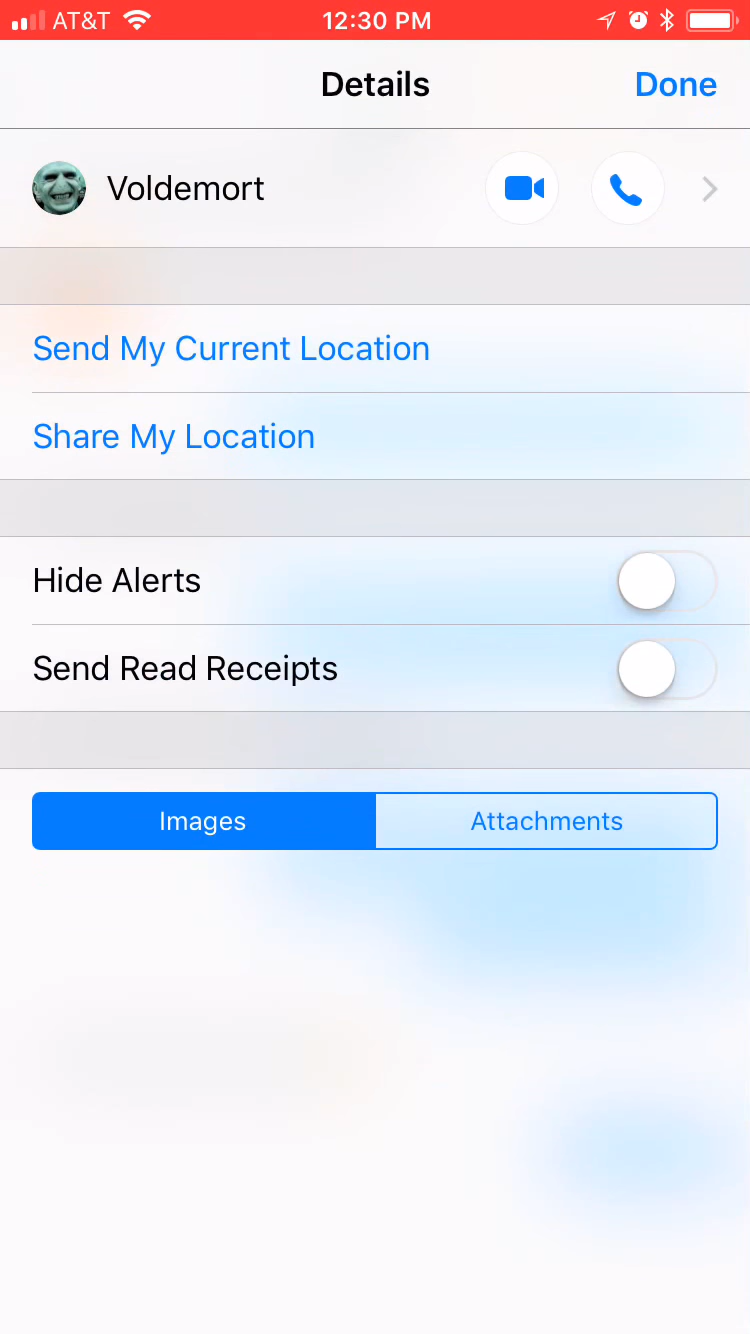 AT&T 12:30 PM
Details Done
Voldemort
Send My Current Location
Share My Location
Hide Alerts
Send Read Receipts
Images Attachments